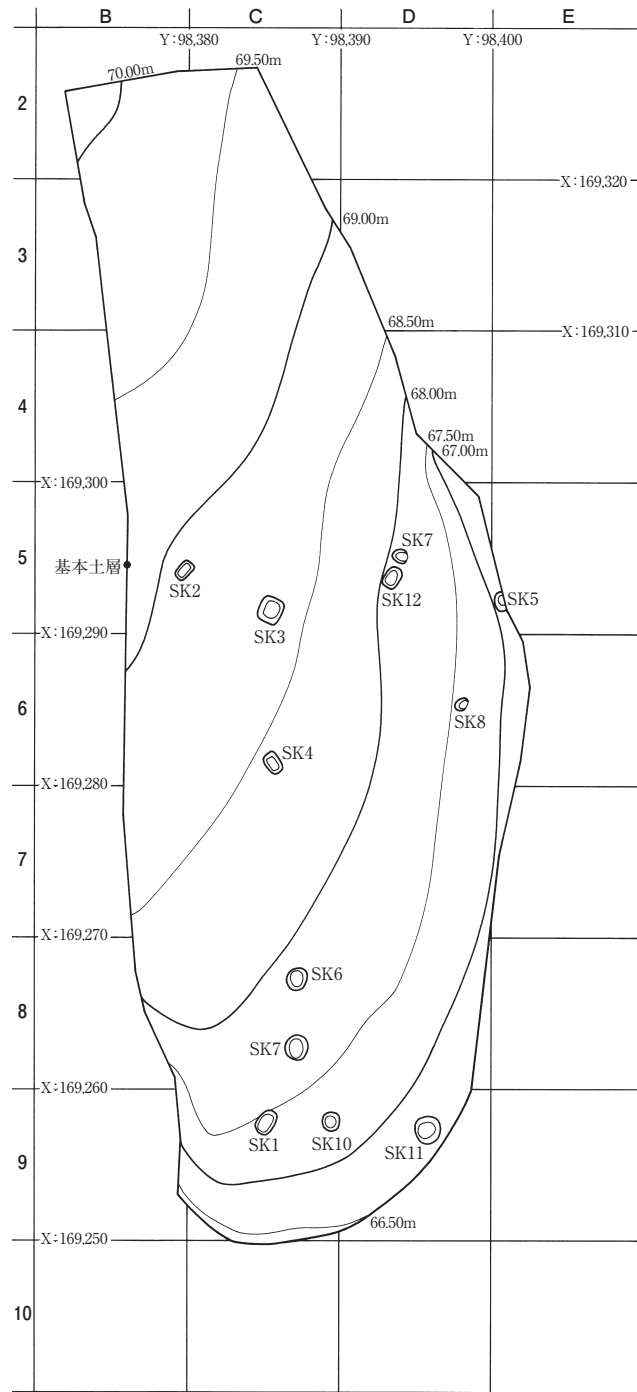 B C D E
Y:98,380 Y:98,390 Y:98,400
70.00m 69.50m
2
X:169,320
69.00m
3
68.50m X:169,310
4
68.00m
67.50m
67.00m
X:169,300
5
基本土層
SK7
SK2 SK12 SK5
SK3
X:169,290
6
SK8
SK4
X:169,280
7
X:169,270
SK6
8
SK7
X:169,260
SK1 SK10 SK11
9
66.50m
X:169,250
10